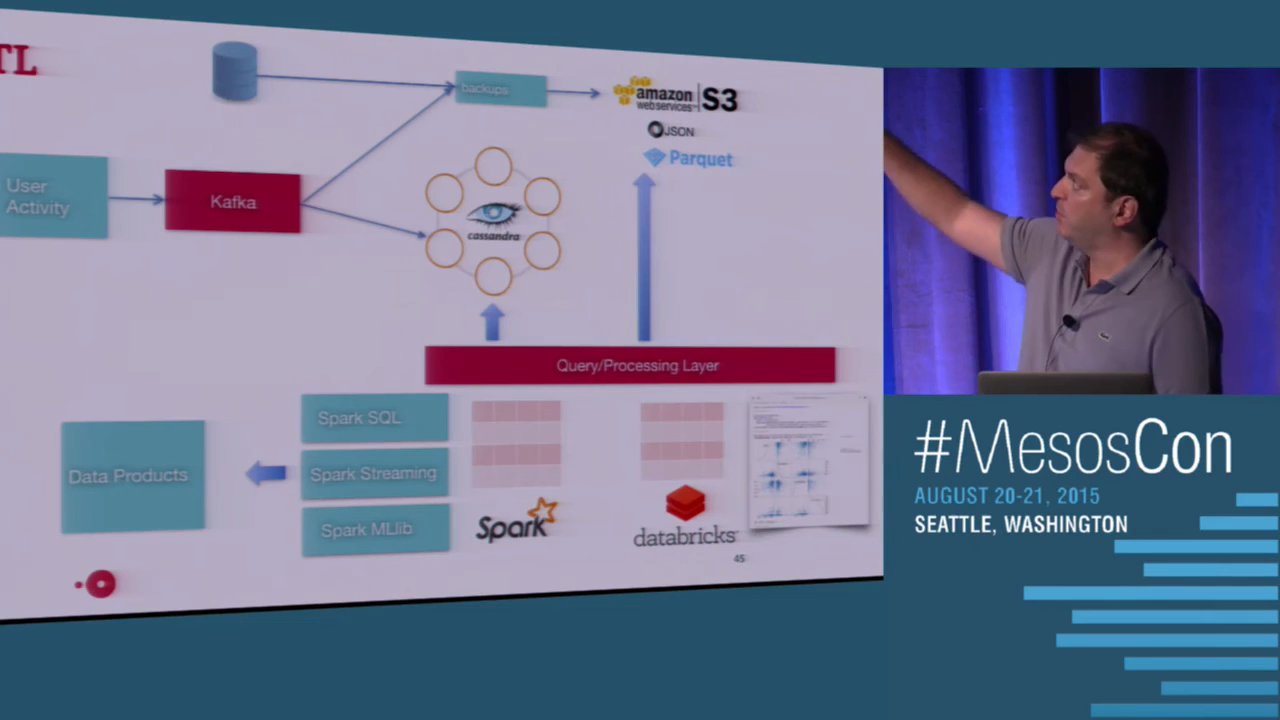 TL
backups
amazon
web services™
S3
JSON
Parquet
User
Activity
Kafka
cassandra
Query/Processing Layer
Spark SQL
Data Products
Spark Streaming
Spark MLlib
Spark
databricks
45
#MesosCon
AUGUST 20-21, 2015
SEATTLE, WASHINGTON